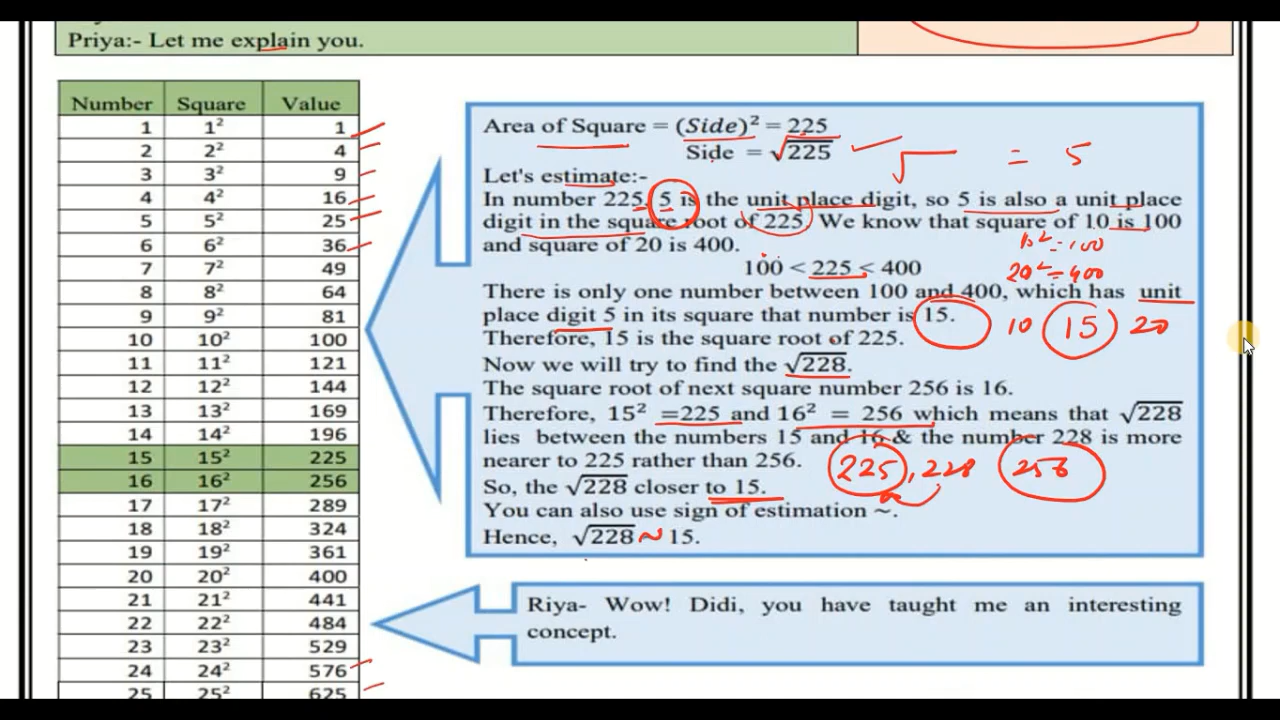 Priya:- Let me explain you.
Number Square Value
1 1² 1
2 2² 4
3 3² 9
4 4² 16
5 5² 25
6 6² 36
7 7² 49
8 8² 64
9 9² 81
10 10² 100
11 11² 121
12 12² 144
13 13² 169
14 14² 196
15 15² 225
16 16² 256
17 17² 289
18 18² 324
19 19² 361
20 20² 400
21 21² 441
22 22² 484
23 23² 529
24 24² 576
25 25² 625
Area of Square = (Side)² = 225
Side = √225
√ = 5
Let's estimate:-
In number 225, 5 is the unit place digit, so 5 is also a unit place
digit in the square root of 225. We know that square of 10 is 100
and square of 20 is 400.
10² = 100
20² = 400
100 < 225 < 400
There is only one number between 100 and 400, which has unit
place digit 5 in its square that number is 15.
10 15 20
Therefore, 15 is the square root of 225.
Now we will try to find the √228.
The square root of next square number 256 is 16.
Therefore, 15² =225 and 16² = 256 which means that √228
lies between the numbers 15 and 16 & the number 228 is more
nearer to 225 rather than 256.
225, 228 256
So, the √228 closer to 15.
You can also use sign of estimation ~.
Hence, √228 ~ 15.
Riya- Wow! Didi, you have taught me an interesting
concept.